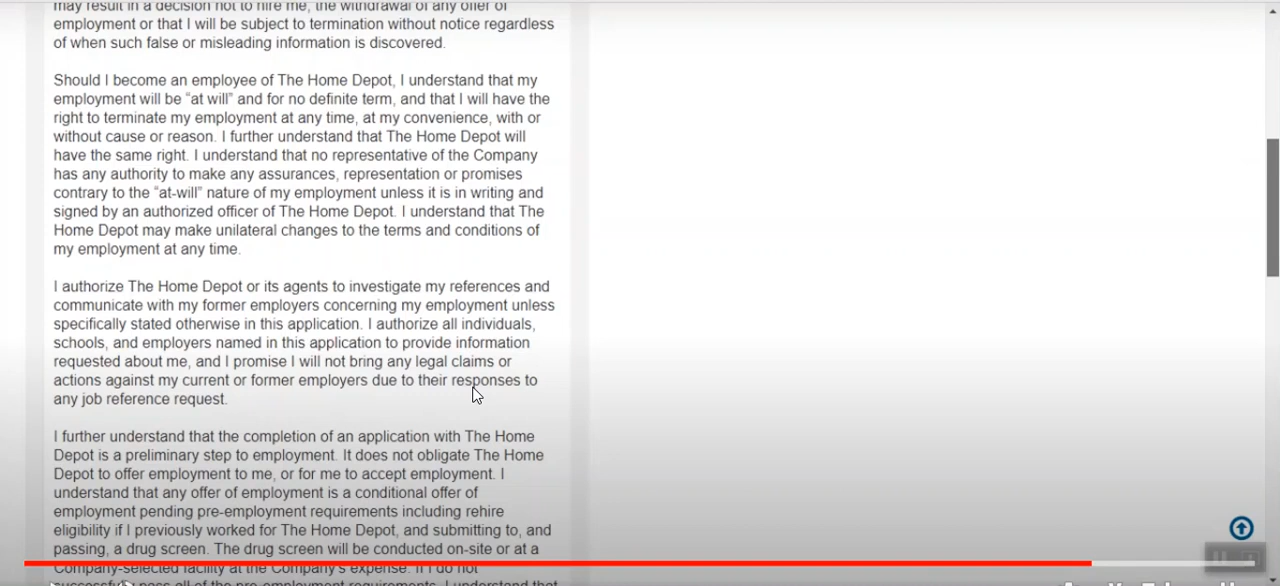 may result in a decision not to hire me, the withdrawal of any offer of
employment or that I will be subject to termination without notice regardless
of when such false or misleading information is discovered.
Should I become an employee of The Home Depot, I understand that my
employment will be “at will” and for no definite term, and that I will have the
right to terminate my employment at any time, at my convenience, with or
without cause or reason. I further understand that The Home Depot will
have the same right. I understand that no representative of the Company
has any authority to make any assurances, representation or promises
contrary to the “at-will” nature of my employment unless it is in writing and
signed by an authorized officer of The Home Depot. I understand that The
Home Depot may make unilateral changes to the terms and conditions of
my employment at any time.
I authorize The Home Depot or its agents to investigate my references and
communicate with my former employers concerning my employment unless
specifically stated otherwise in this application. I authorize all individuals,
schools, and employers named in this application to provide information
requested about me, and I promise I will not bring any legal claims or
actions against my current or former employers due to their responses to
any job reference request.
I further understand that the completion of an application with The Home
Depot is a preliminary step to employment. It does not obligate The Home
Depot to offer employment to me, or for me to accept employment. I
understand that any offer of employment is a conditional offer of
employment pending pre-employment requirements including rehire
eligibility if I previously worked for The Home Depot, and submitting to, and
passing, a drug screen. The drug screen will be conducted on-site or at a
Company-selected facility at the Company's expense. If I do not
successfully pass all of the pre-employment requirements, I understand that